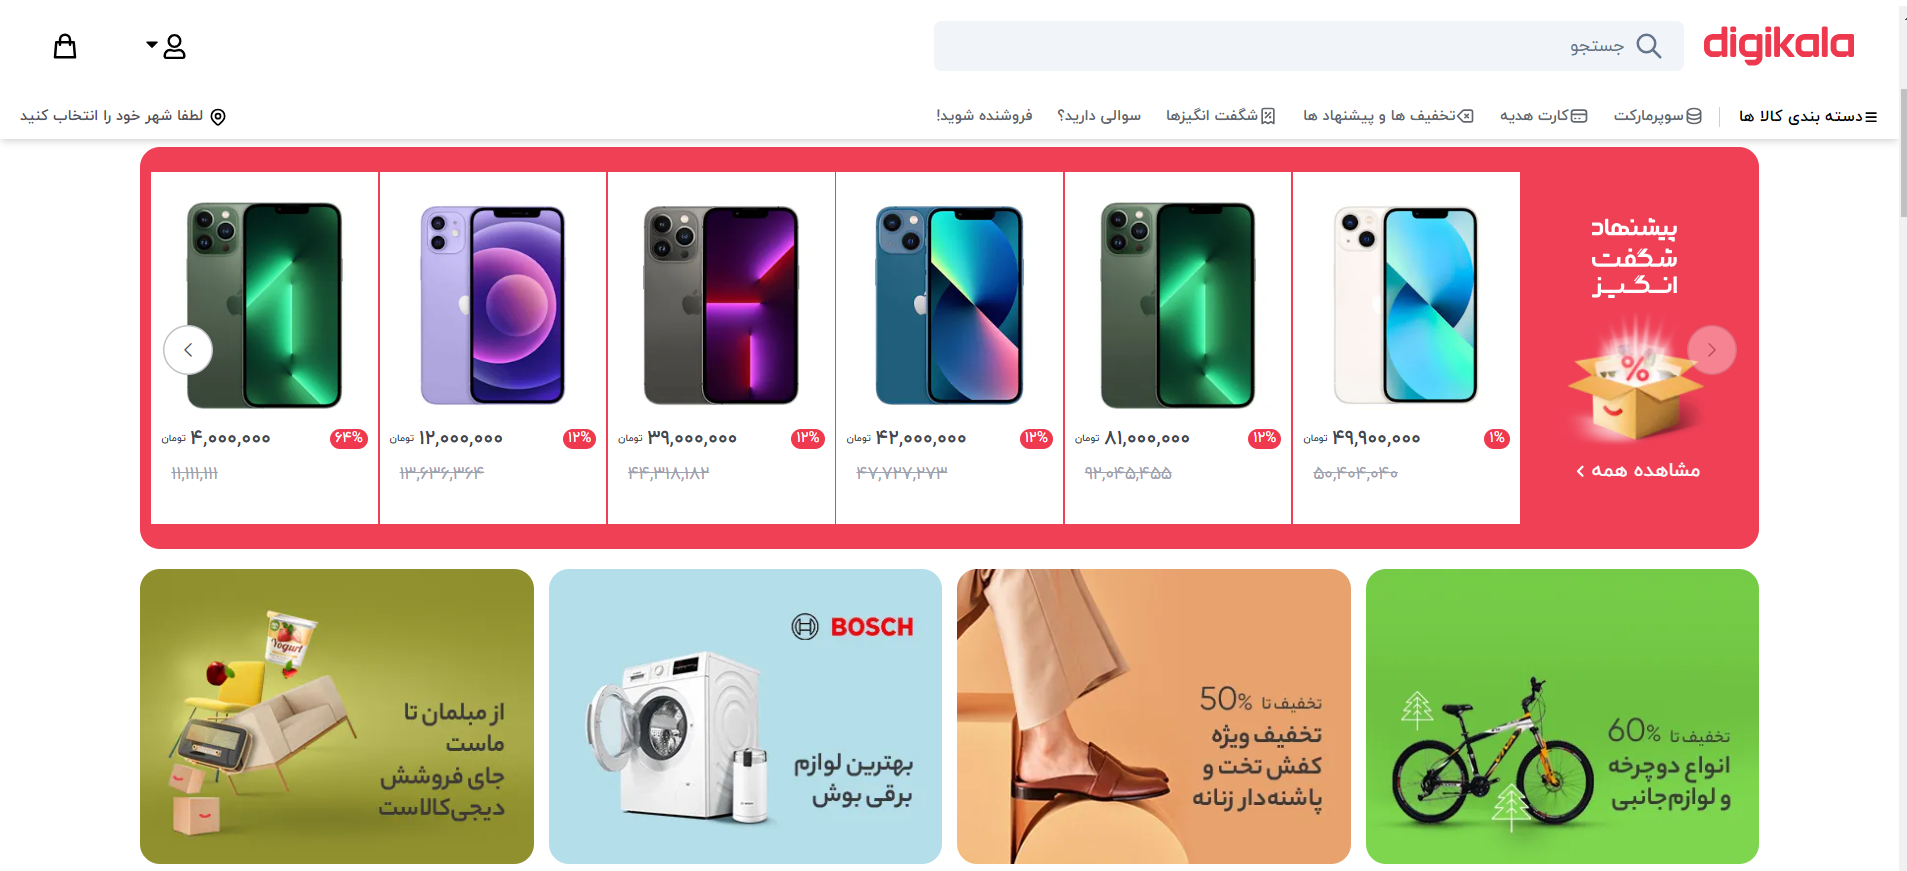 digikala
جستجو
دسته بندی کالا ها
سوپرمارکت
کارت هدیه
تخفیف ها و پیشنهاد ها
شگفت انگیزها
سوالی دارید؟
فروشنده شوید!
لطفا شهر خود را انتخاب کنید
پیشنهاد
شگفت
انگیز
%
مشاهده همه
۱%
۴۹,۹۰۰,۰۰۰ تومان
۵۰,۴۰۴,۰۴۰
۱۲%
۸۱,۰۰۰,۰۰۰ تومان
۹۲,۰۴۵,۴۵۵
۱۲%
۴۲,۰۰۰,۰۰۰ تومان
۴۷,۷۲۷,۲۷۳
۱۲%
۳۹,۰۰۰,۰۰۰ تومان
۴۴,۳۱۸,۱۸۲
۱۲%
۱۲,۰۰۰,۰۰۰ تومان
۱۳,۶۳۶,۳۶۴
۶۴%
۴,۰۰۰,۰۰۰ تومان
۱۱,۱۱۱,۱۱۱
تخفیف تا 60%
انواع دوچرخه
و لوازم‌جانبی
تخفیف تا 50%
تخفیف ویژه
کفش تخت و
پاشنه‌دار زنانه
BOSCH
بهترین لوازم
برقی بوش
Yogurt
از مبلمان تا
ماست
جای فروشش
دیجی‌کالاست